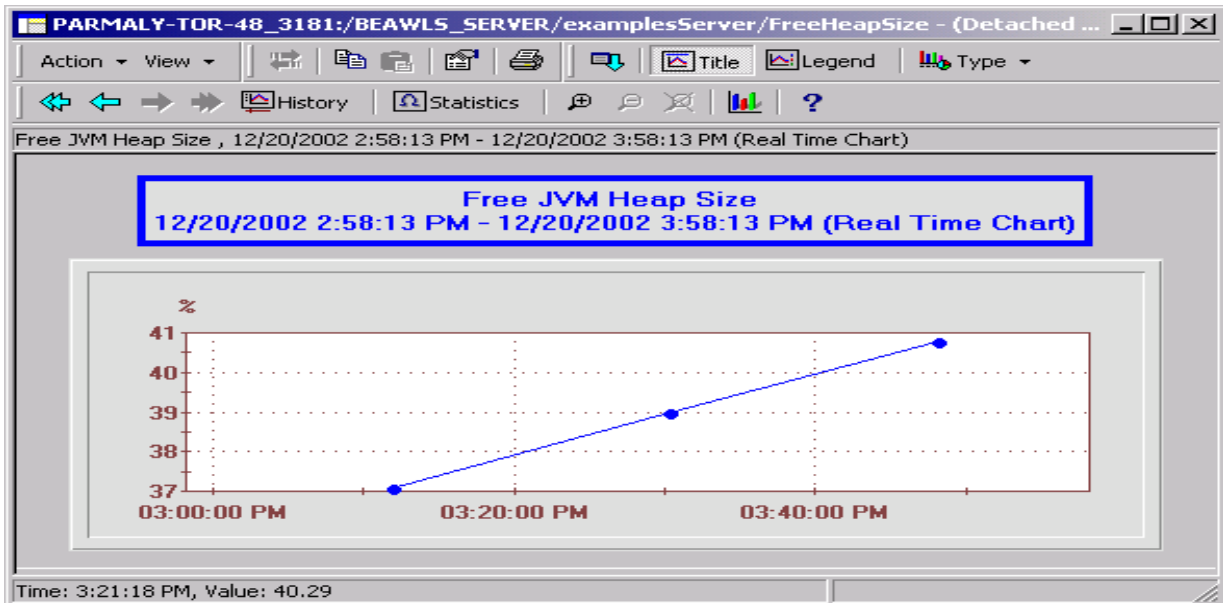 PARMALY-TOR-48_3181:/BEAWLS_SERVER/examplesServer/FreeHeapSize - (Detached ...
Action View Title Legend Type
History Statistics ?
Free JVM Heap Size , 12/20/2002 2:58:13 PM - 12/20/2002 3:58:13 PM (Real Time Chart)
Free JVM Heap Size
12/20/2002 2:58:13 PM - 12/20/2002 3:58:13 PM (Real Time Chart)
%
41
40
39
38
37
03:00:00 PM 03:20:00 PM 03:40:00 PM
Time: 3:21:18 PM, Value: 40.29